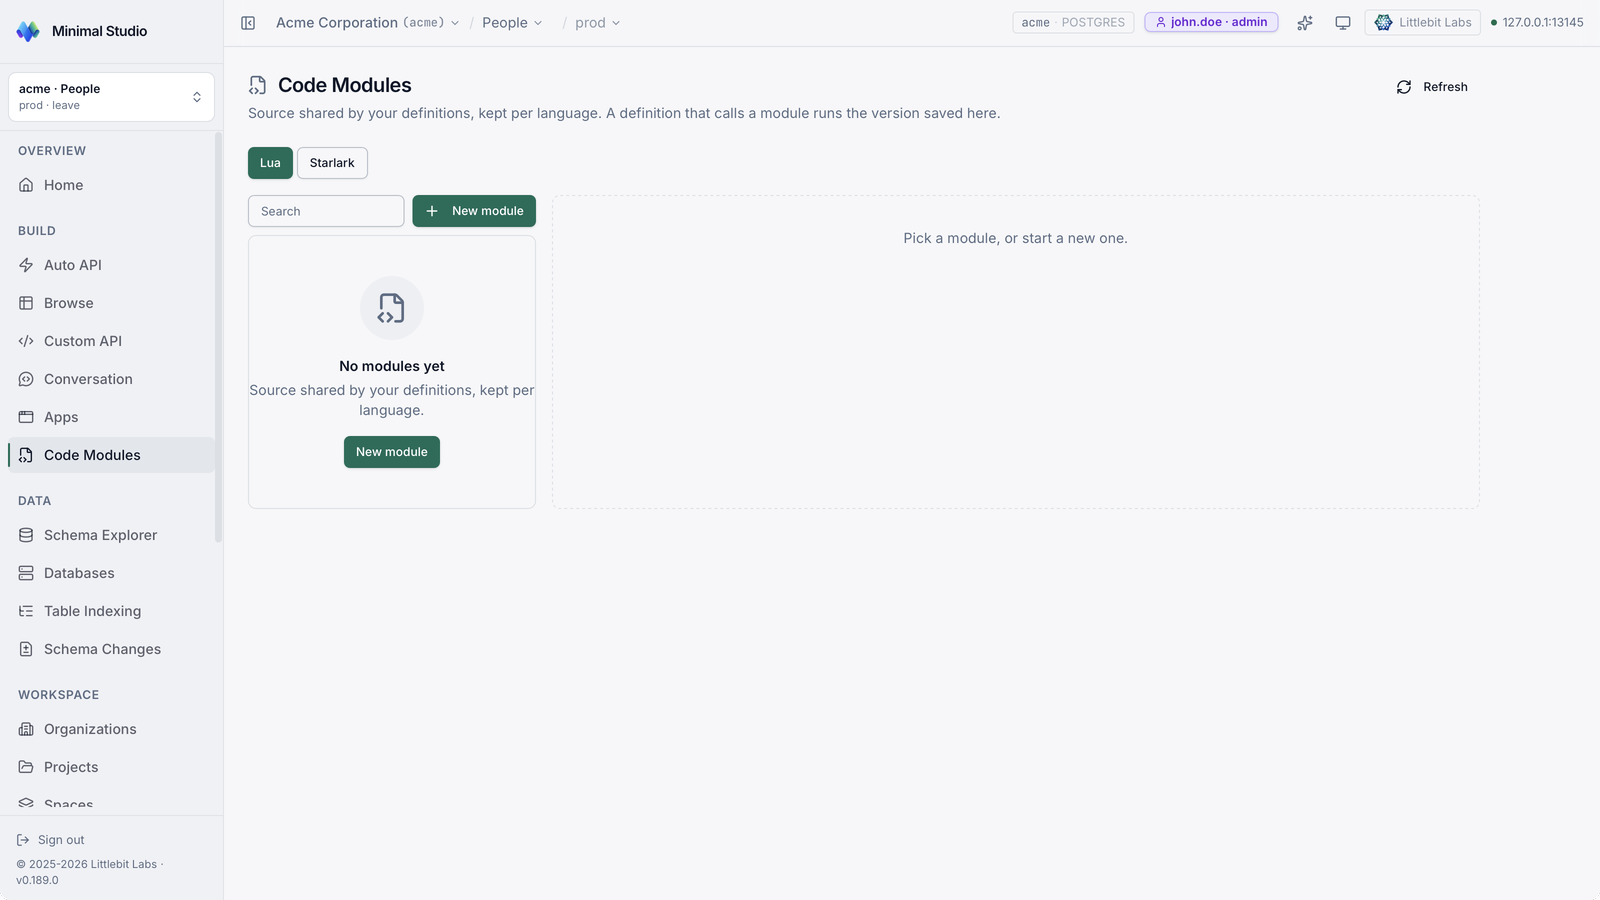 Minimal Studio
acme · People
prod · leave
OVERVIEW
Home
BUILD
Auto API
Browse
Custom API
Conversation
Apps
Code Modules
DATA
Schema Explorer
Databases
Table Indexing
Schema Changes
WORKSPACE
Organizations
Projects
Spaces
Sign out
© 2025-2026 Littlebit Labs ·
v0.189.0
Acme Corporation (acme) / People / prod
acme · POSTGRES
john.doe · admin
Littlebit Labs
127.0.0.1:13145
Code Modules
Refresh
Source shared by your definitions, kept per language. A definition that calls a module runs the version saved here.
Lua
Starlark
Search
New module
No modules yet
Source shared by your definitions, kept per
language.
New module
Pick a module, or start a new one.